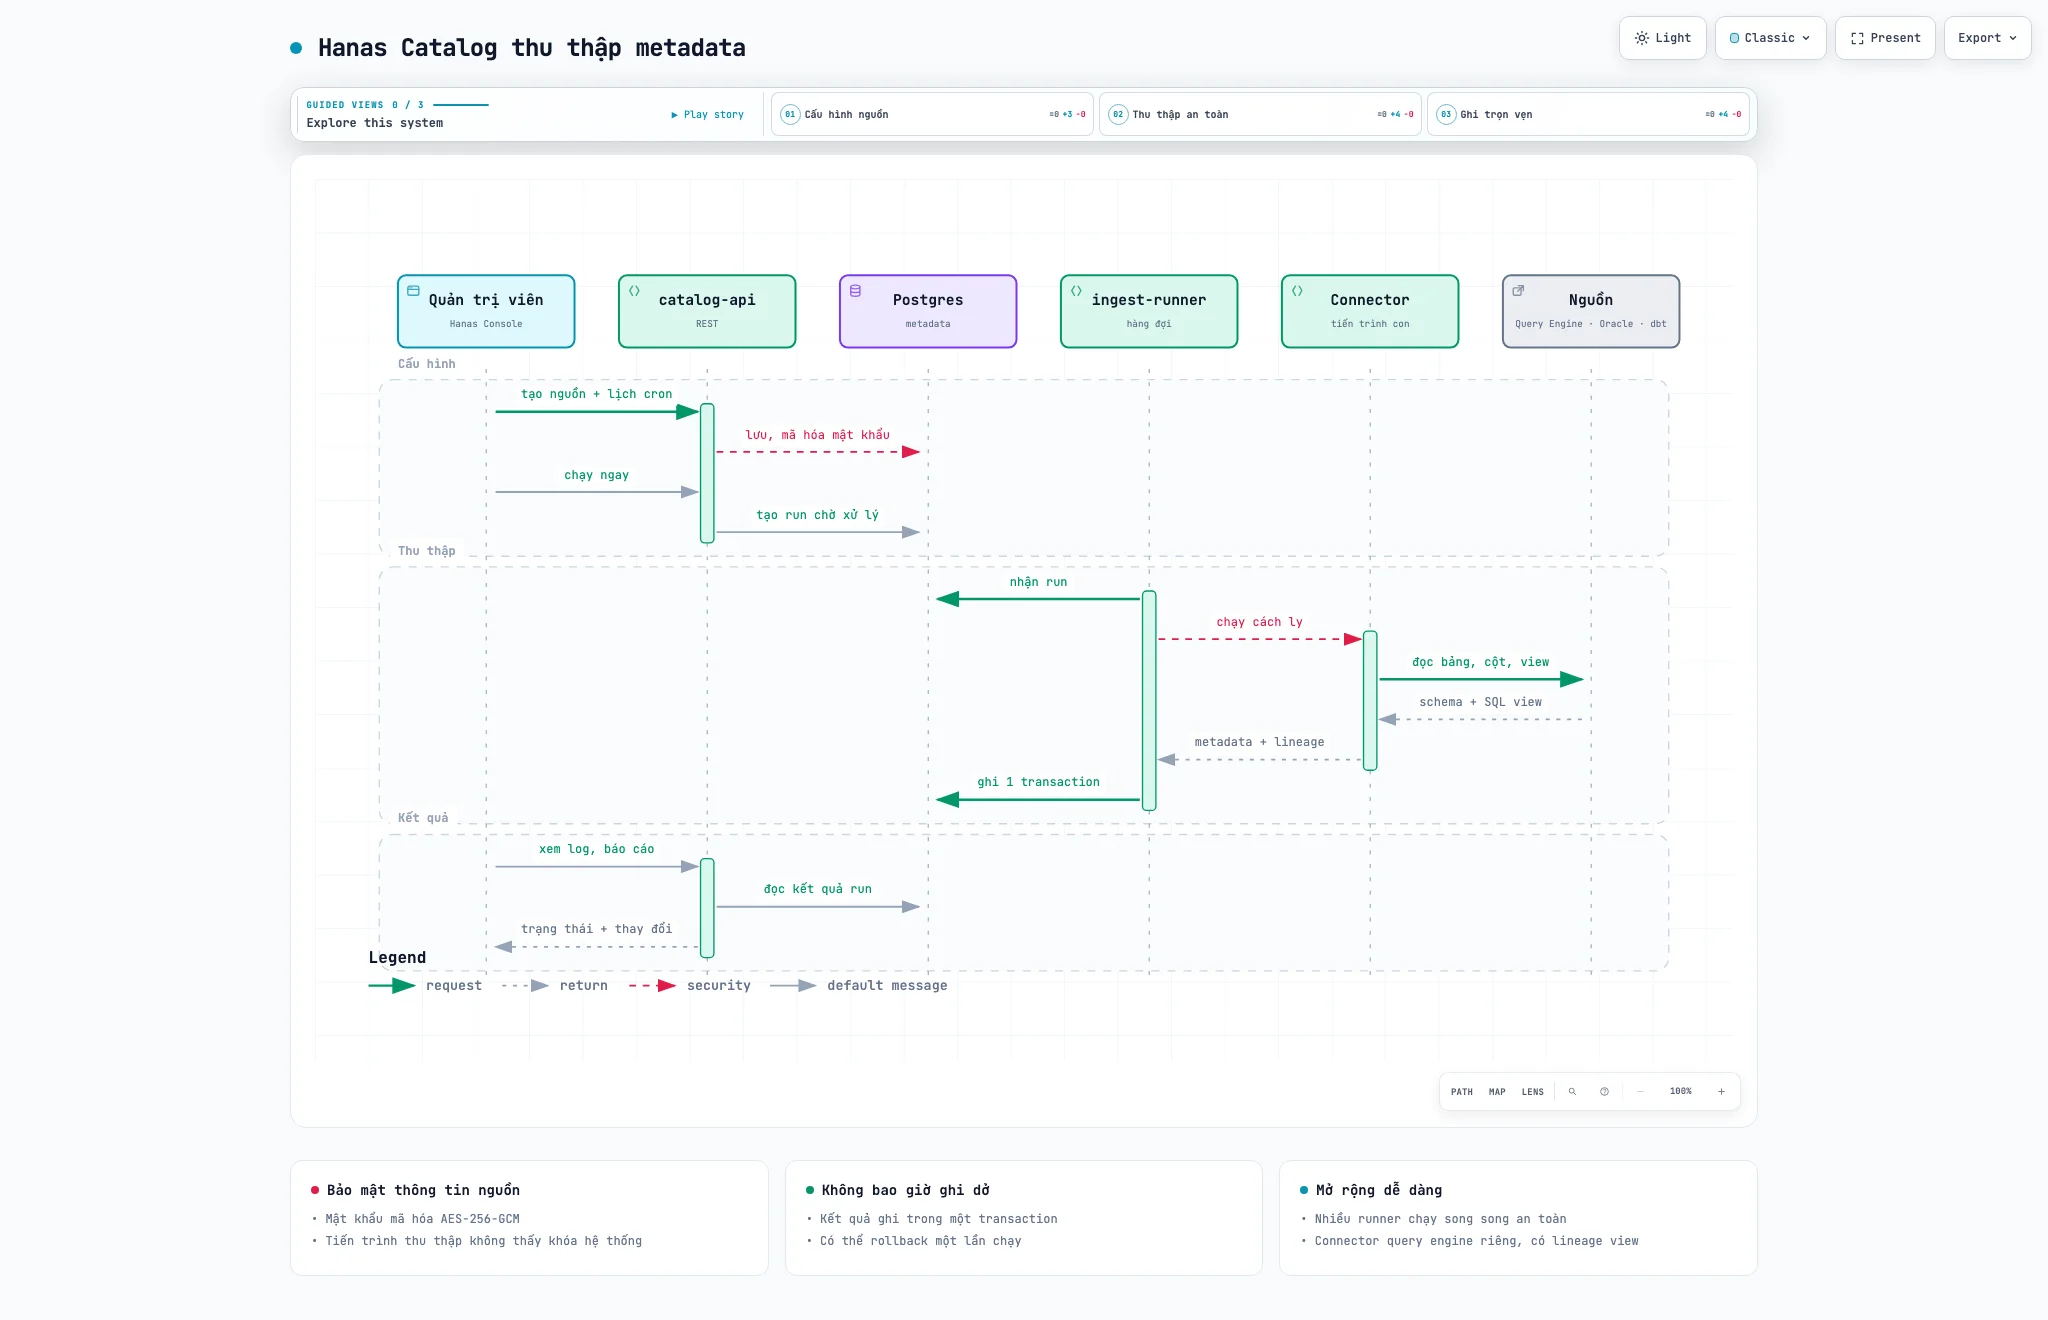 Hanas Catalog thu thập metadata
Light
Classic
Present
Export
GUIDED VIEWS 0 / 3
Explore this system
▶ Play story
01 Cấu hình nguồn
=0 +3 -0
02 Thu thập an toàn
=0 +4 -0
03 Ghi trọn vẹn
=0 +4 -0
Quản trị viên
Hanas Console
catalog-api
REST
Postgres
metadata
ingest-runner
hàng đợi
Connector
tiến trình con
Nguồn
Query Engine · Oracle · dbt
Cấu hình
tạo nguồn + lịch cron
lưu, mã hóa mật khẩu
chạy ngay
tạo run chờ xử lý
Thu thập
nhận run
chạy cách ly
đọc bảng, cột, view
schema + SQL view
metadata + lineage
ghi 1 transaction
Kết quả
xem log, báo cáo
đọc kết quả run
trạng thái + thay đổi
Legend
request
return
security
default message
PATH
MAP
LENS
100%
Bảo mật thông tin nguồn
• Mật khẩu mã hóa AES-256-GCM
• Tiến trình thu thập không thấy khóa hệ thống
Không bao giờ ghi dở
• Kết quả ghi trong một transaction
• Có thể rollback một lần chạy
Mở rộng dễ dàng
• Nhiều runner chạy song song an toàn
• Connector query engine riêng, có lineage view